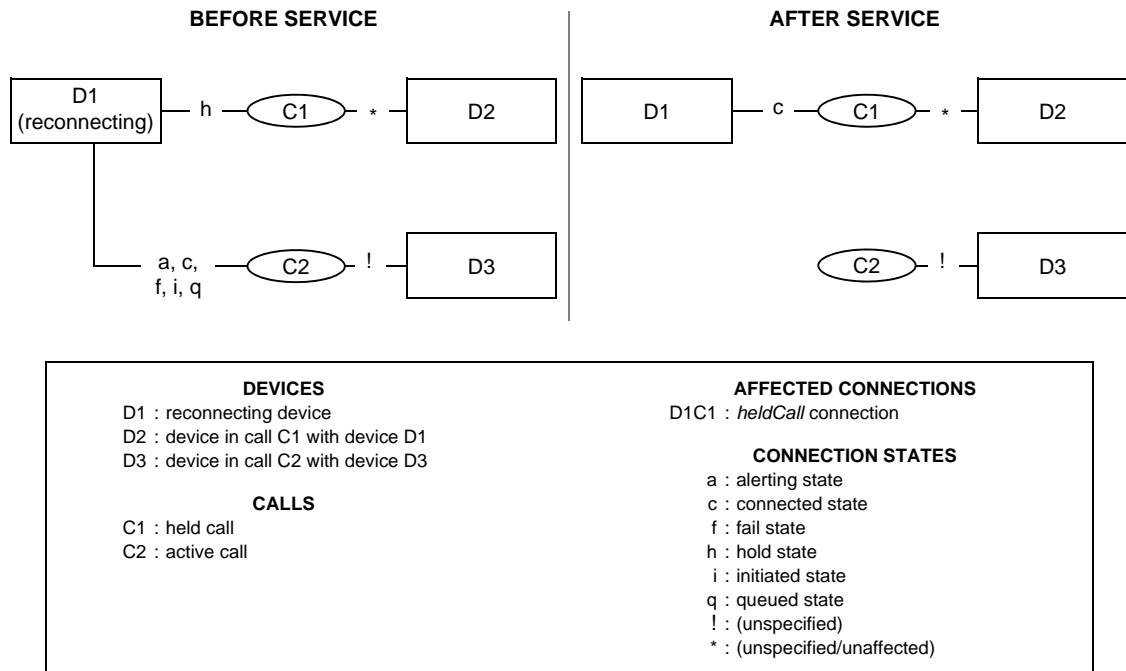 BEFORE SERVICE
D1
(reconnecting)
h
C1
*
D2
a, c,
f, i, q
C2
!
D3
AFTER SERVICE
D1
c
C1
*
D2
C2
!
D3
DEVICES
D1 : reconnecting device
D2 : device in call C1 with device D1
D3 : device in call C2 with device D3
CALLS
C1 : held call
C2 : active call
AFFECTED CONNECTIONS
D1C1 : heldCall connection
CONNECTION STATES
a : alerting state
c : connected state
f : fail state
h : hold state
i : initiated state
q : queued state
! : (unspecified)
* : (unspecified/unaffected)